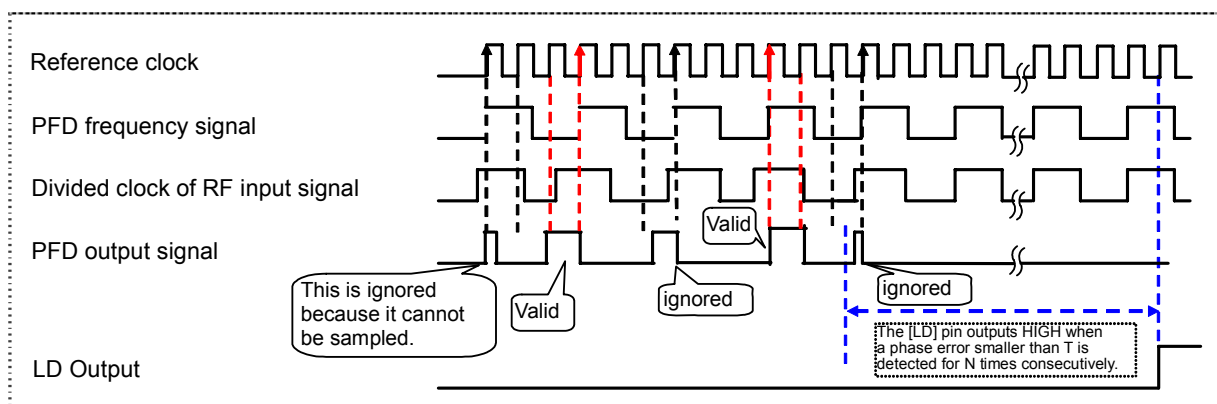 Reference clock
PFD frequency signal
Divided clock of RF input signal
PFD output signal
Valid
This is ignored
because it cannot
be sampled.
Valid
ignored
ignored
The [LD] pin outputs HIGH when
a phase error smaller than T is
detected for N times consecutively.
LD Output